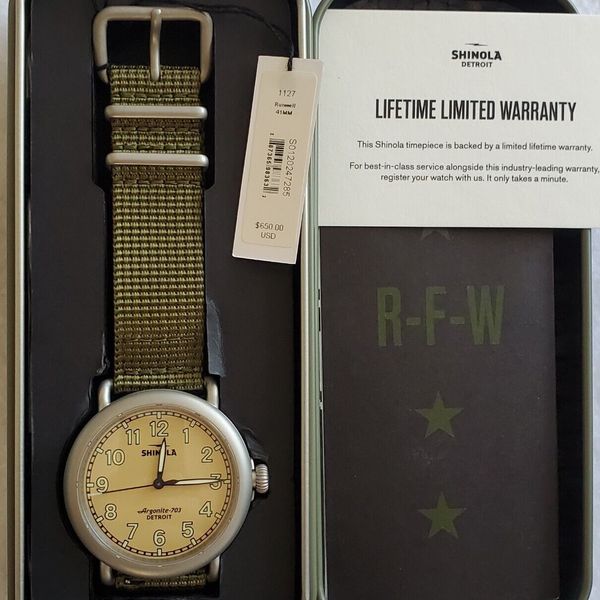 1127
Runwell
41MM
S0120247285
$650.00
USD
SHINOLA
DETROIT
LIFETIME LIMITED WARRANTY
This Shinola timepiece is backed by a limited lifetime warranty.
For best-in-class service alongside this industry-leading warranty,
register your watch with us. It only takes a minute.
R-F-W
12
1
2
3
4
5
6
7
8
9
10
11
SHINOLA
Argonite-703
DETROIT